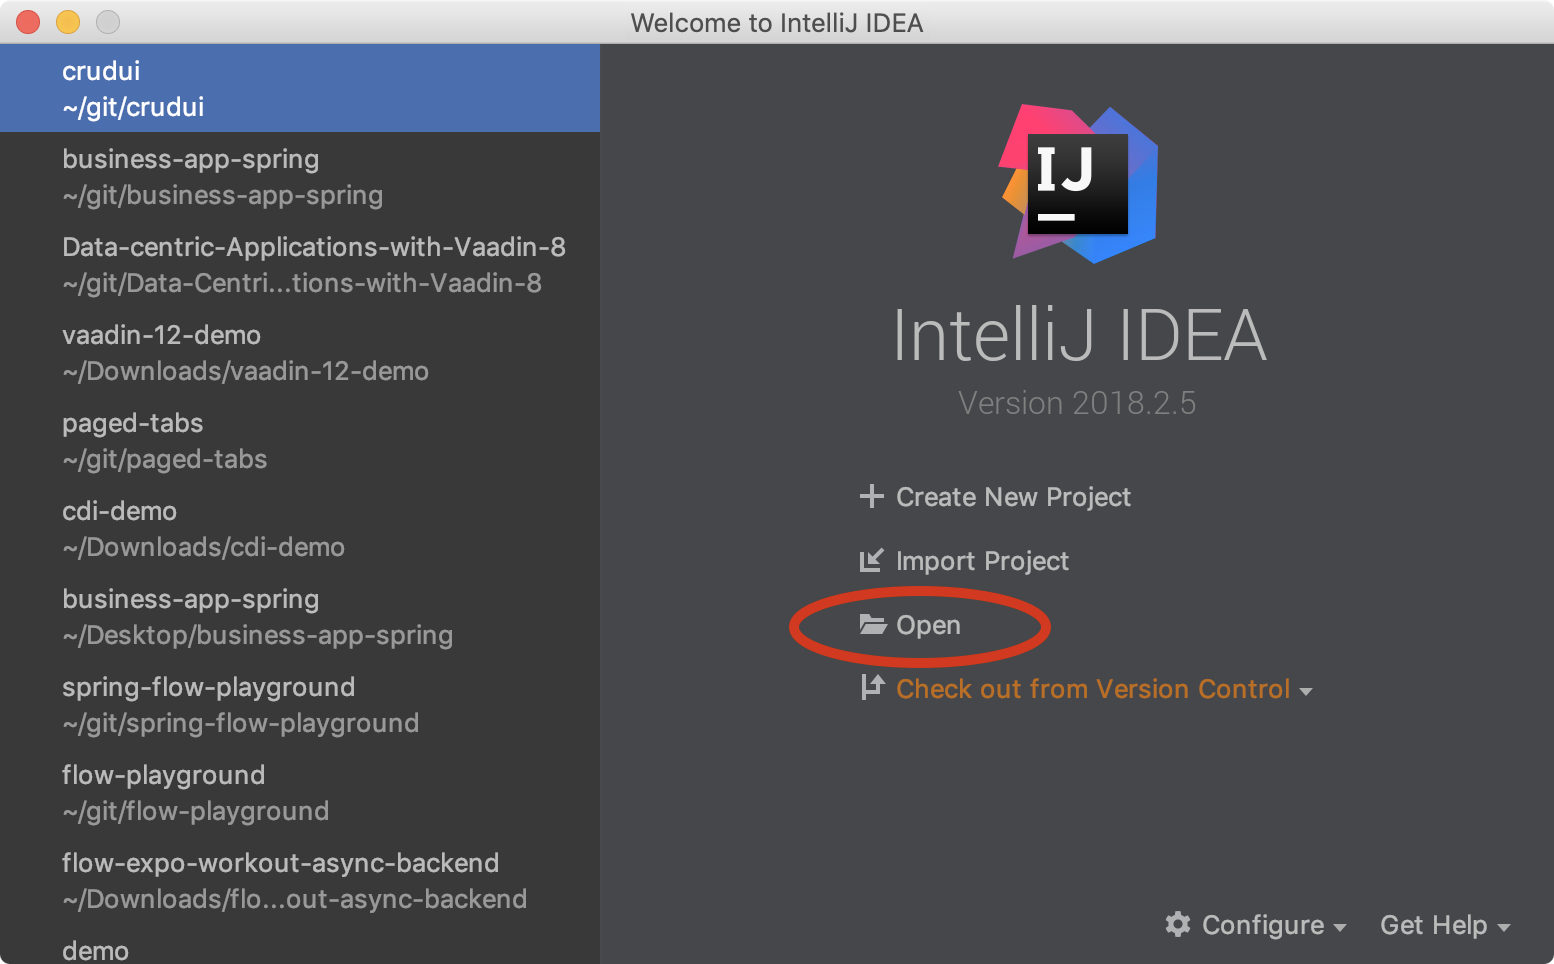 Welcome to IntelliJ IDEA
crudui
~/git/crudui
business-app-spring
~/git/business-app-spring
Data-centric-Applications-with-Vaadin-8
~/git/Data-Centri...tions-with-Vaadin-8
vaadin-12-demo
~/Downloads/vaadin-12-demo
paged-tabs
~/git/paged-tabs
cdi-demo
~/Downloads/cdi-demo
business-app-spring
~/Desktop/business-app-spring
spring-flow-playground
~/git/spring-flow-playground
flow-playground
~/git/flow-playground
flow-expo-workout-async-backend
~/Downloads/flo...out-async-backend
demo
IJ
IntelliJ IDEA
Version 2018.2.5
Create New Project
Import Project
Open
Check out from Version Control
Configure
Get Help